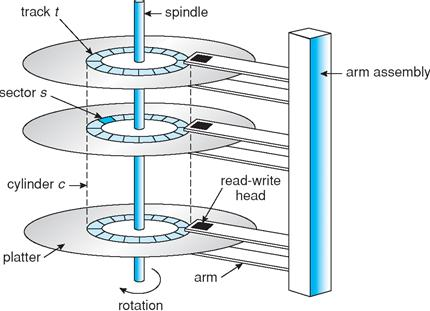 track t
spindle
arm assembly
sector s
cylinder c
read-write
head
platter
arm
rotation